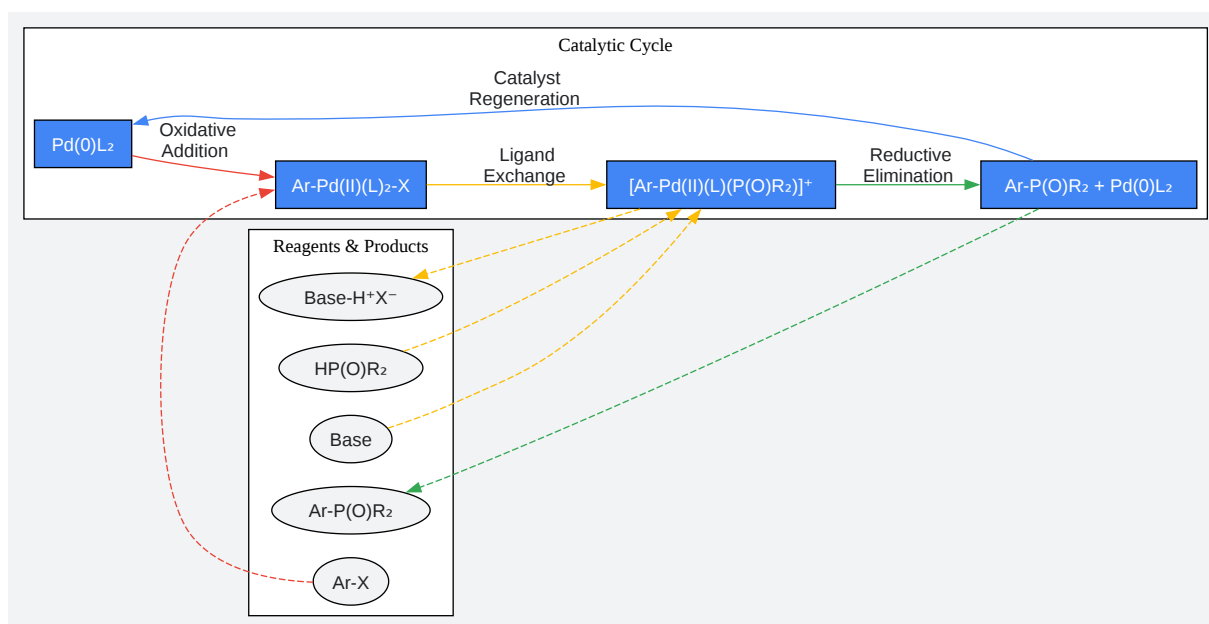 Catalytic Cycle
Catalyst
Regeneration
Pd(0)L₂
Oxidative
Addition
Ar-Pd(II)(L)₂-X
Ligand
Exchange
[Ar-Pd(II)(L)(P(O)R₂)]⁺
Reductive
Elimination
Ar-P(O)R₂ + Pd(0)L₂
Reagents & Products
Base-H⁺X⁻
HP(O)R₂
Base
Ar-P(O)R₂
Ar-X